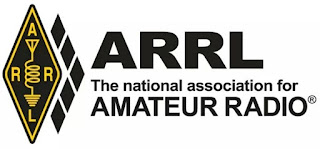 A
R R
L
ARRL
The national association for
AMATEUR RADIO®